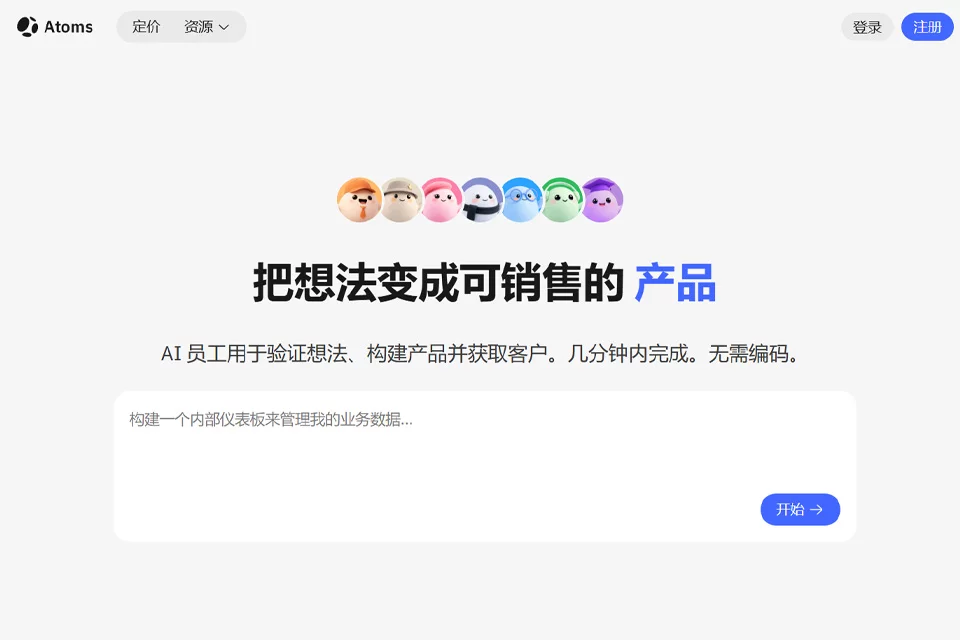 Atoms
定价
资源
登录
注册
把想法变成可销售的 产品
AI 员工用于验证想法、构建产品并获取客户。几分钟内完成。无需编码。
构建一个内部仪表板来管理我的业务数据...
开始 →